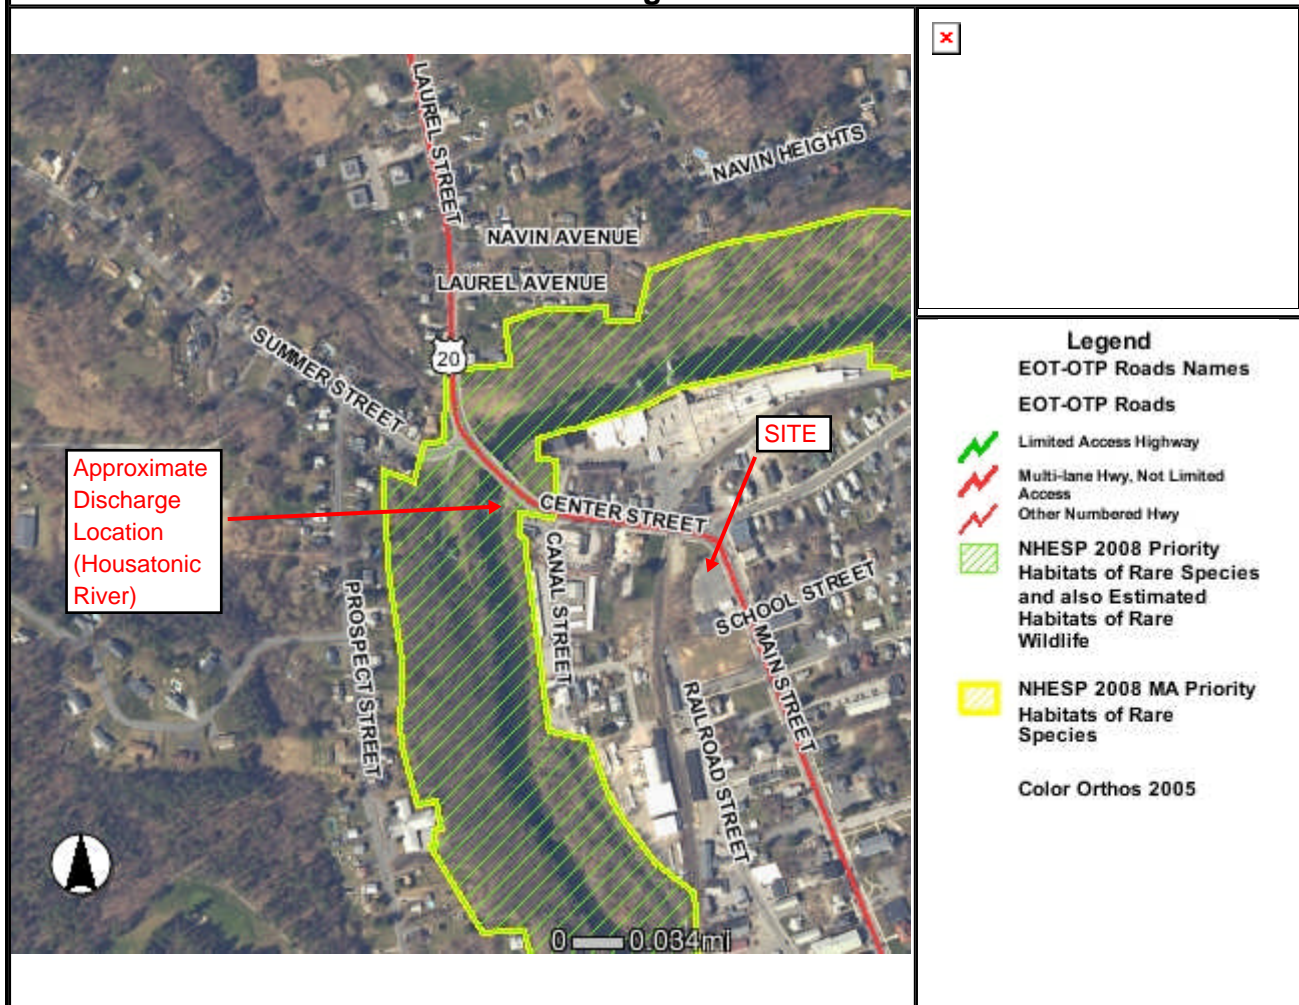 LAUREL STREET
NAVIN HEIGHTS
NAVIN AVENUE
LAUREL AVENUE
SUMMER STREET
20
SITE
Approximate
Discharge
Location
(Housatonic
River)
CENTER STREET
CANAL STREET
SCHOOL STREET
PROSPECT STREET
MAIN STREET
RAILROAD STREET
0 0.034mi
Legend
EOT-OTP Roads Names
EOT-OTP Roads
Limited Access Highway
Multi-lane Hwy, Not Limited
Access
Other Numbered Hwy
NHESP 2008 Priority
Habitats of Rare Species
and also Estimated
Habitats of Rare
Wildlife
NHESP 2008 MA Priority
Habitats of Rare
Species
Color Orthos 2005